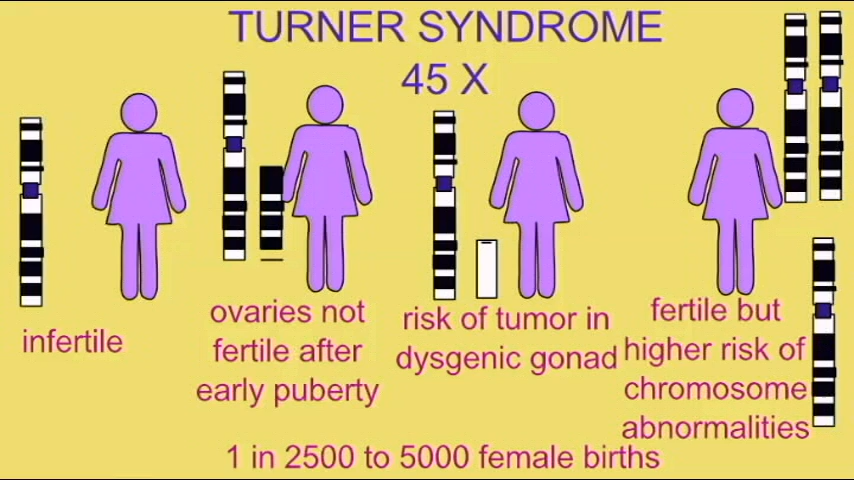 TURNER SYNDROME
45 X
infertile
ovaries not
fertile after
early puberty
risk of tumor in
dysgenic gonad
fertile but
higher risk of
chromosome
abnormalities
1 in 2500 to 5000 female births